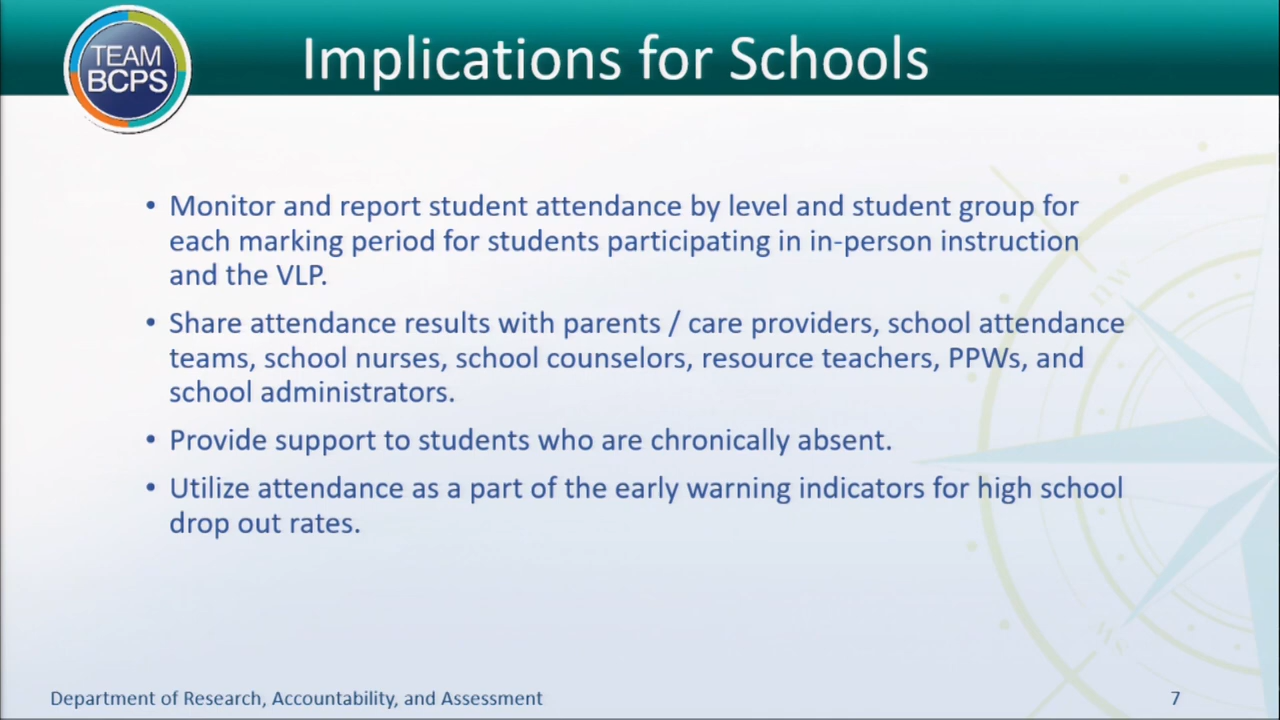 TEAM
BCPS
Implications for Schools
• Monitor and report student attendance by level and student group for
each marking period for students participating in in-person instruction
and the VLP.
• Share attendance results with parents / care providers, school attendance
teams, school nurses, school counselors, resource teachers, PPWs, and
school administrators.
• Provide support to students who are chronically absent.
• Utilize attendance as a part of the early warning indicators for high school
drop out rates.
NW
Department of Research, Accountability, and Assessment
7